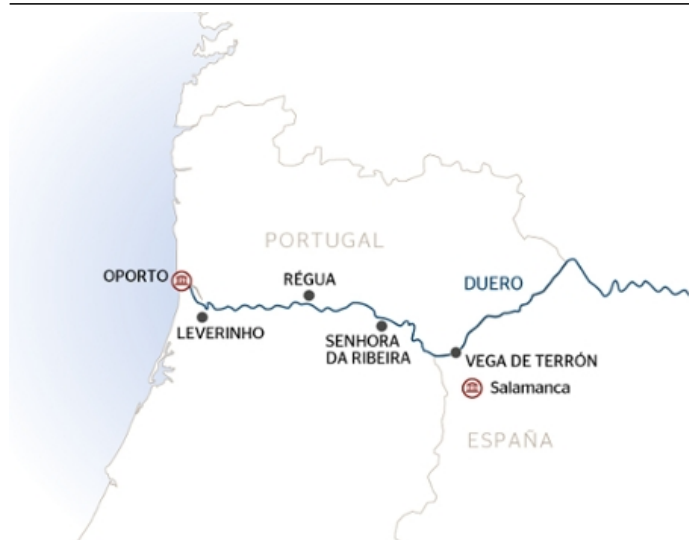 PORTUGAL
OPORTO
RÉGUA
DUERO
LEVERINHO
SENHORA
DA RIBEIRA
VEGA DE TERRÓN
Salamanca
ESPAÑA